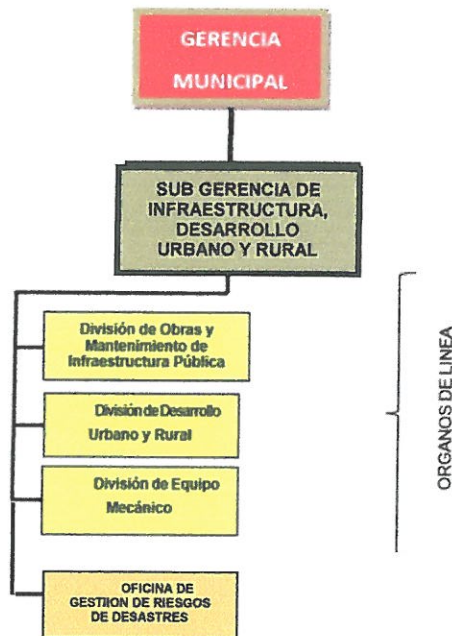 GERENCIA
MUNICIPAL
SUB GERENCIA DE
INFRAESTRUCTURA,
DESARROLLO
URBANO Y RURAL
División de Obras y
Mantenimiento de
Infraestructura Pública
División de Desarrollo
Urbano y Rural
División de Equipo
Mecánico
OFICINA DE
GESTIION DE RIESGOS
DE DESASTRES
ORGANOS DE LINEA